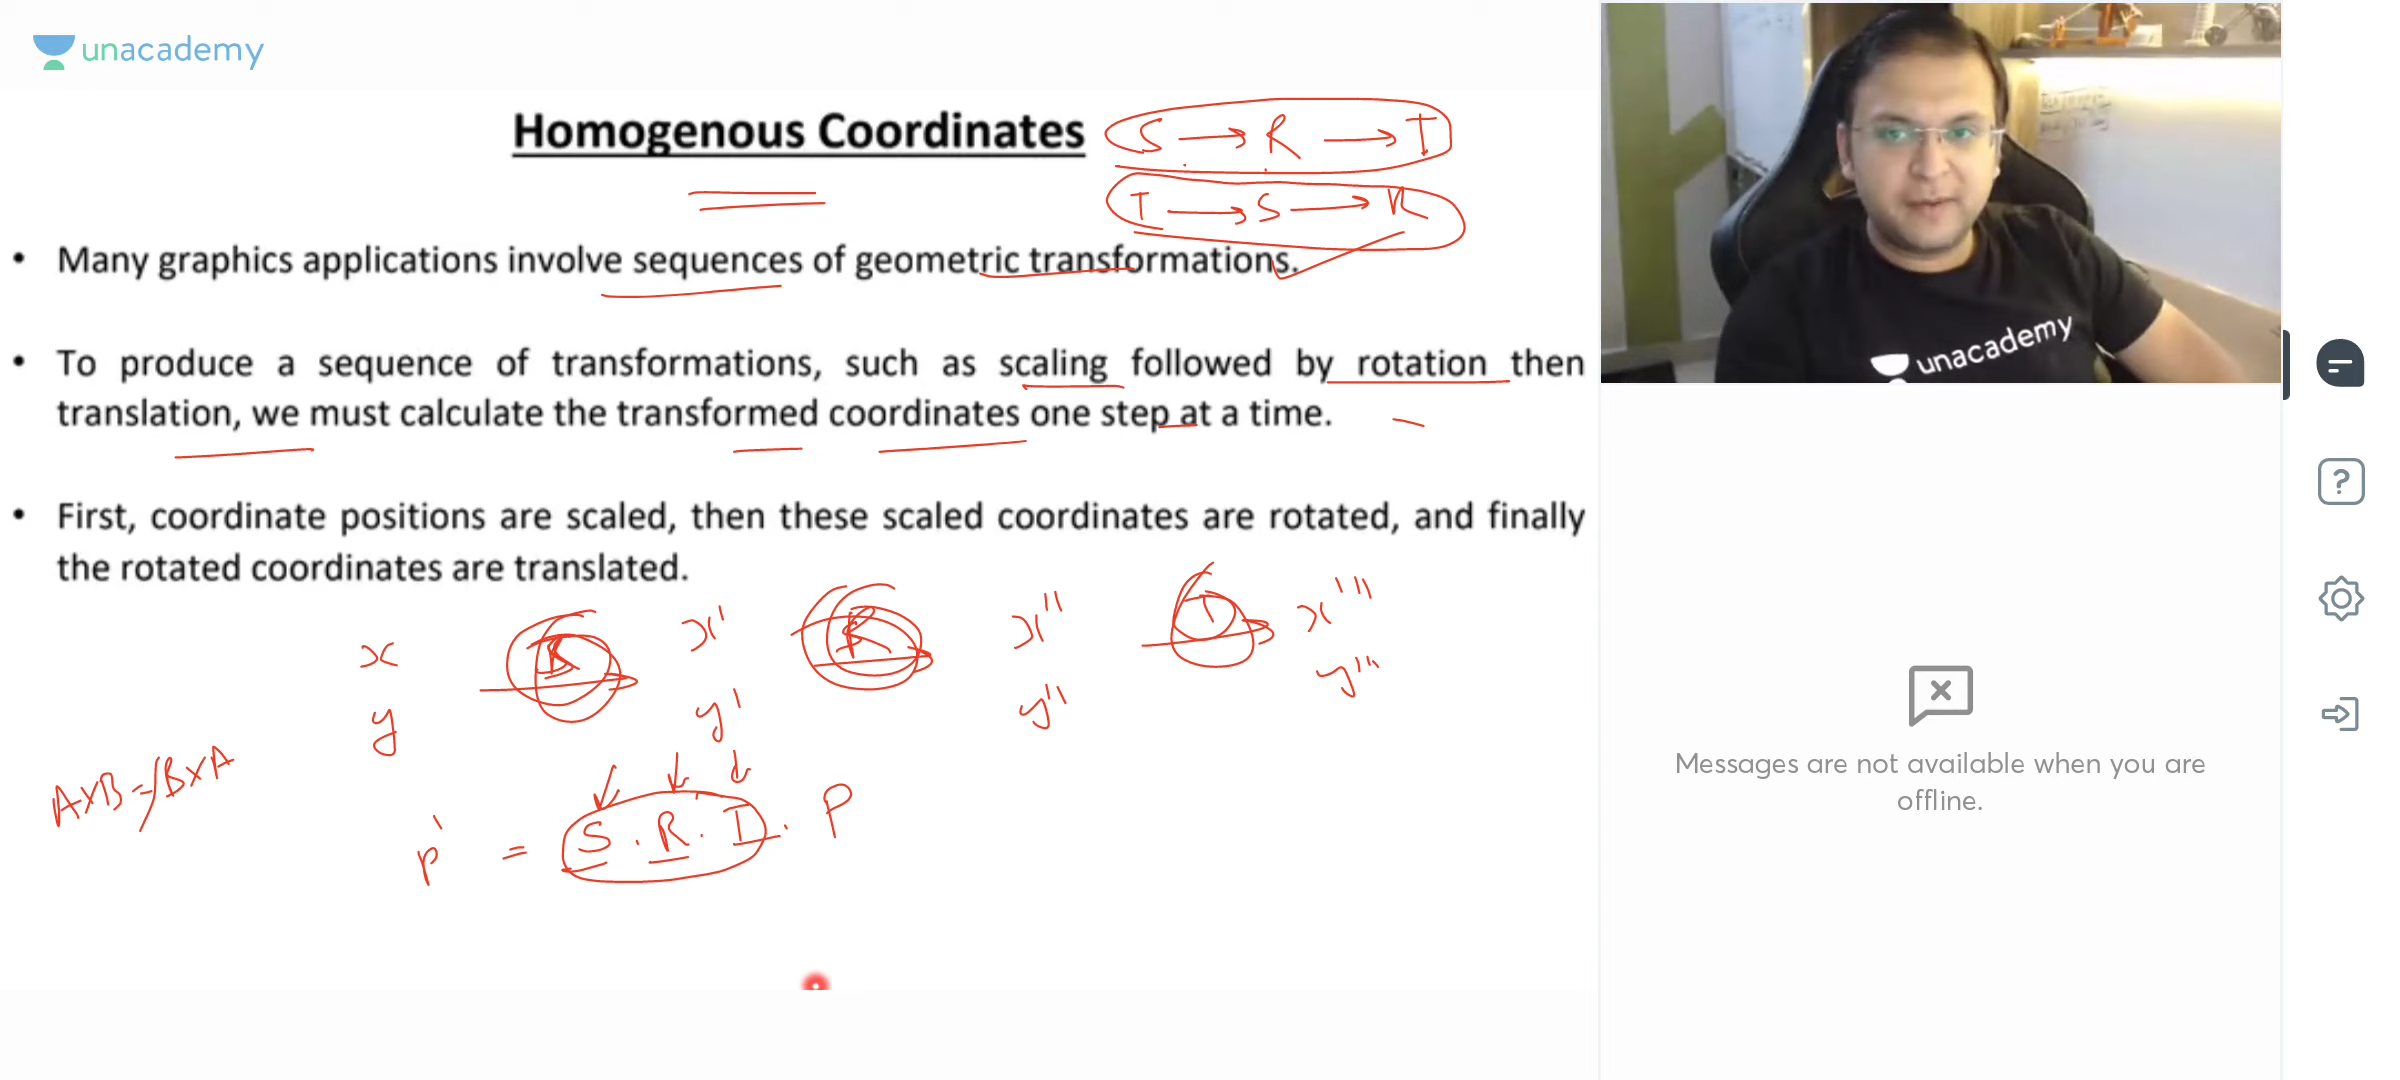 unacademy
Homogenous Coordinates
S → R → T
T → S → R
• Many graphics applications involve sequences of geometric transformations.
• To produce a sequence of transformations, such as scaling followed by rotation then
translation, we must calculate the transformed coordinates one step at a time.
• First, coordinate positions are scaled, then these scaled coordinates are rotated, and finally
the rotated coordinates are translated.
x x' R x'' T x'''
y y' y'' y'''
A×B≠B×A
p' = S . R . T . P
unacademy
?
Messages are not available when you are
offline.